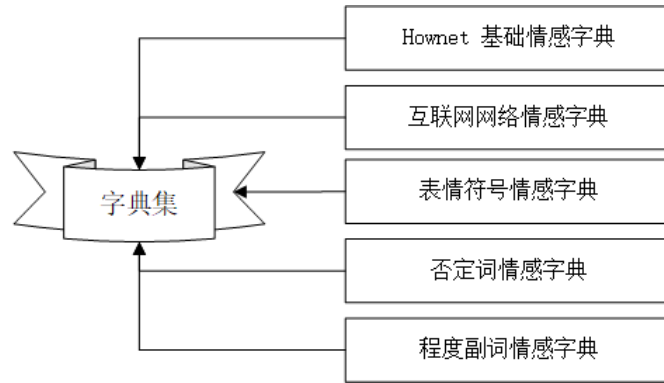 Hownet 基础情感字典
互联网网络情感字典
表情符号情感字典
字典集
否定词情感字典
程度副词情感字典